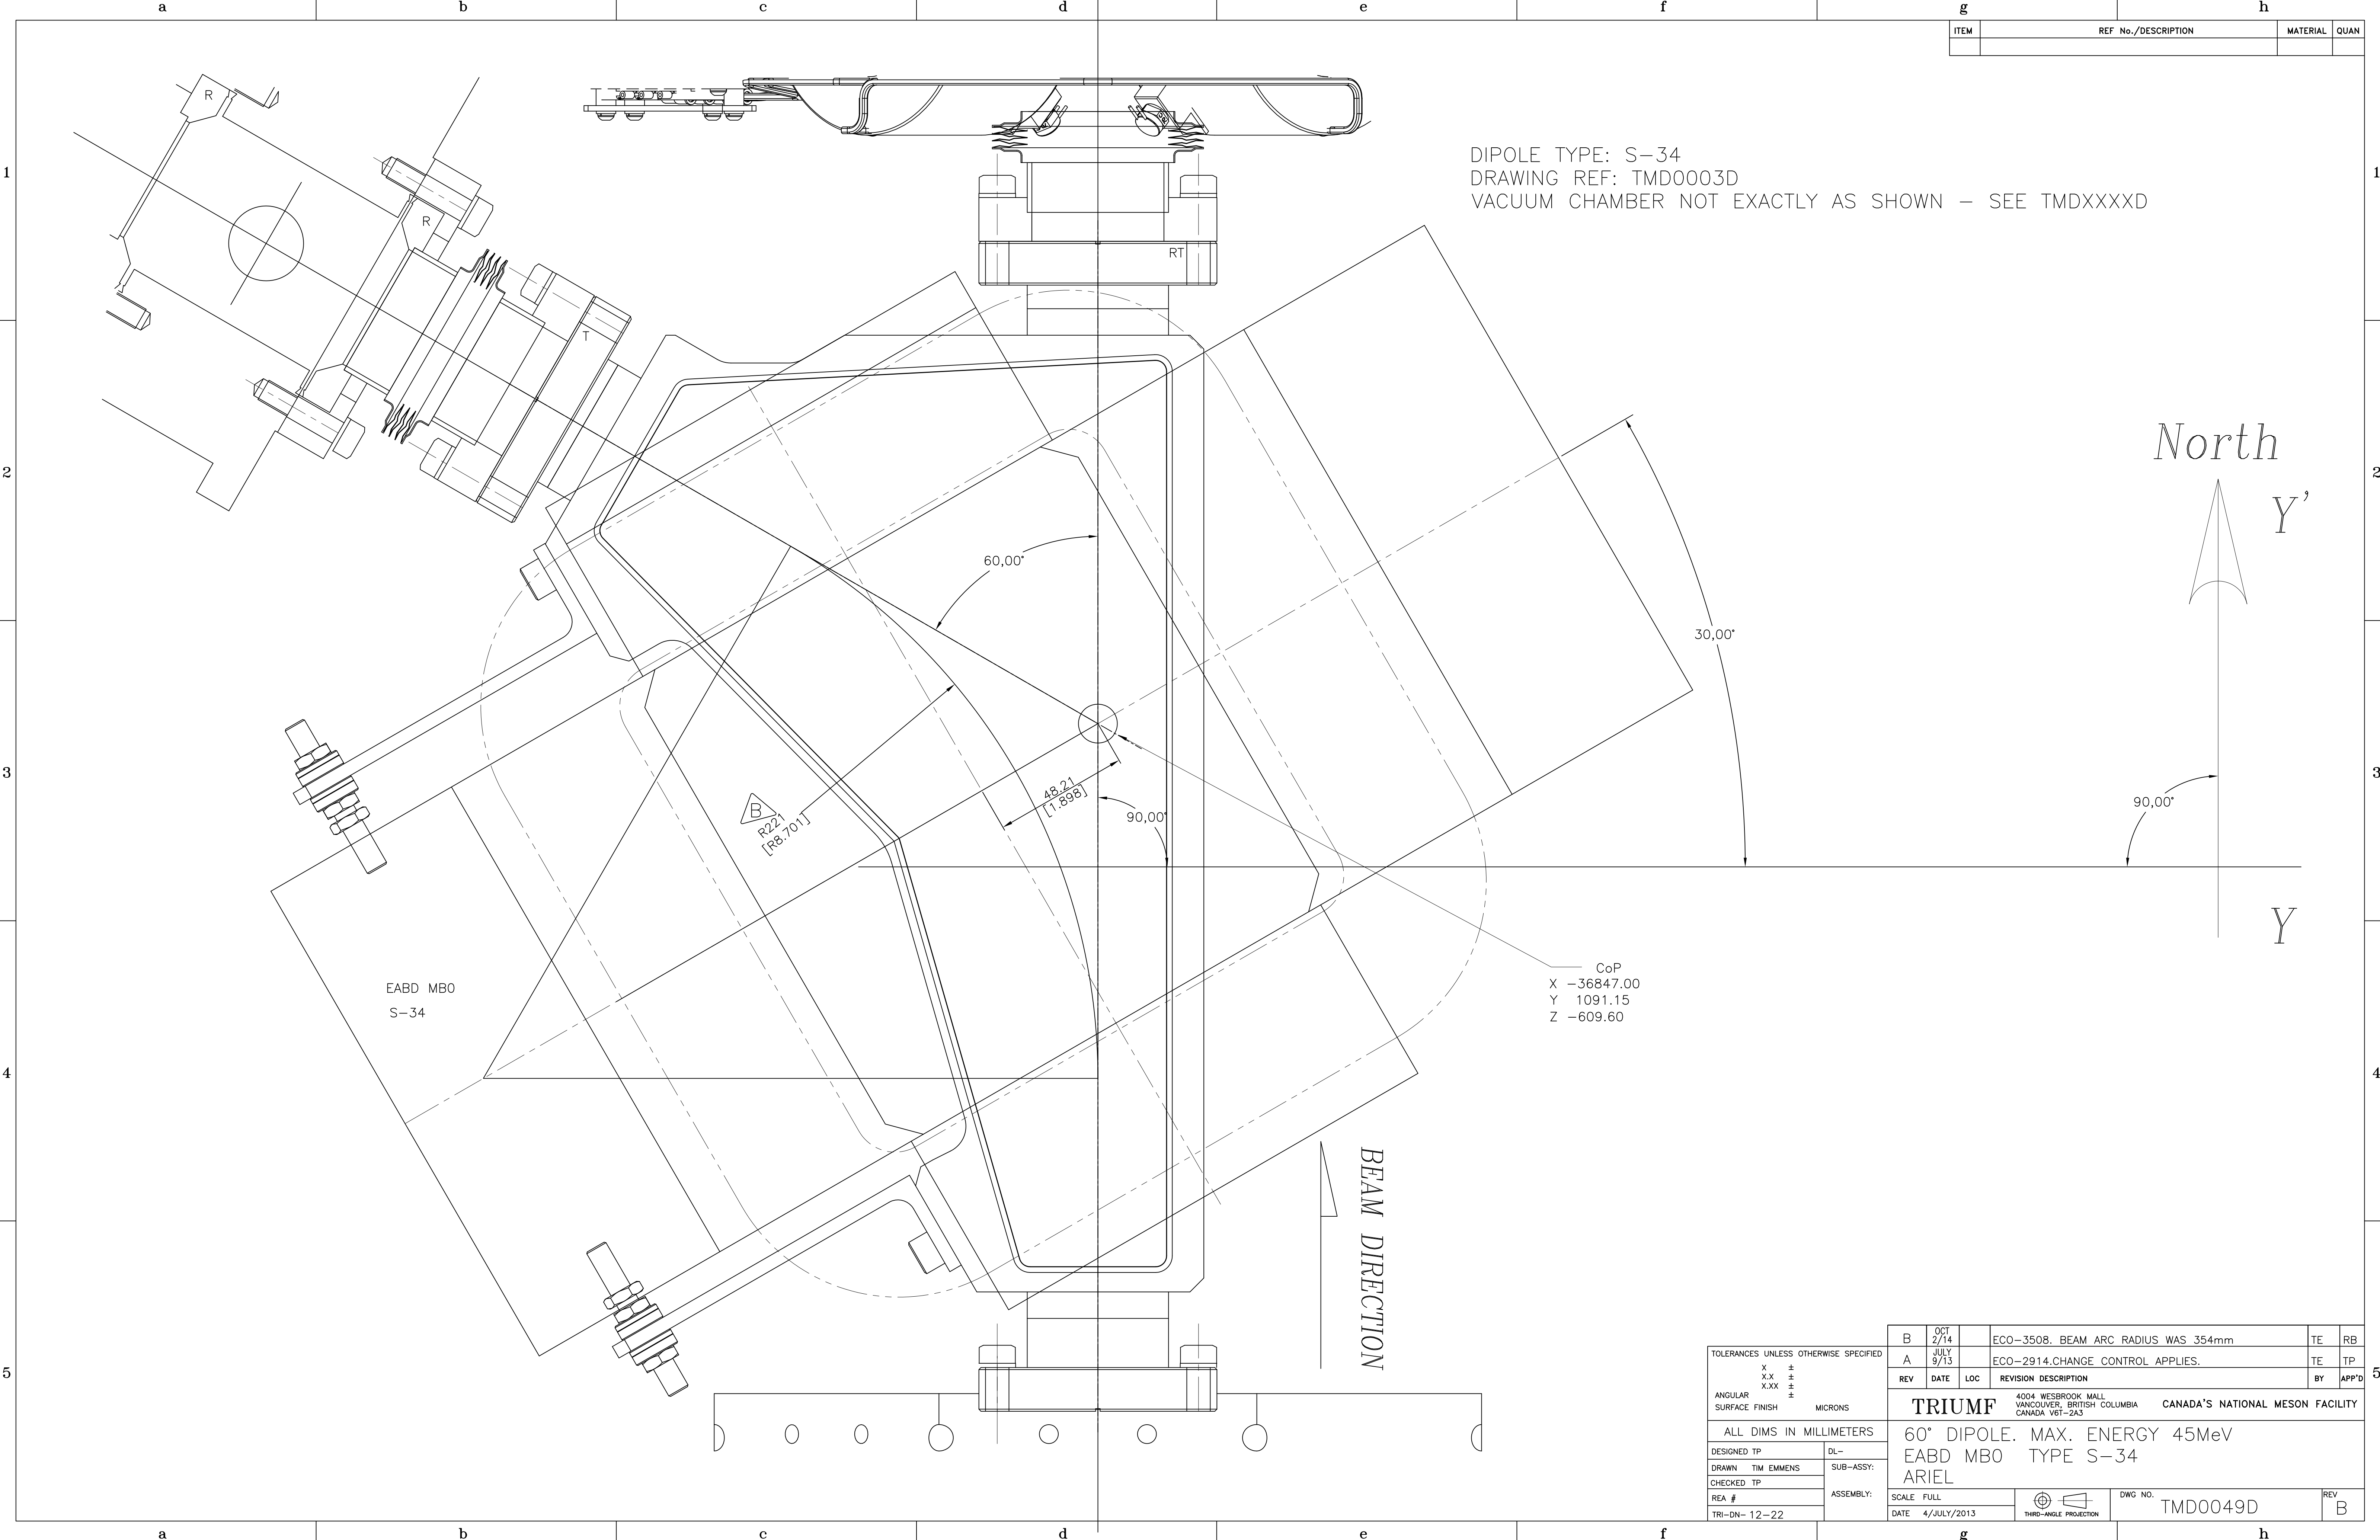 a b c d e f g h
ITEM REF No./DESCRIPTION MATERIAL QUAN
R
1 1
DIPOLE TYPE: S-34
DRAWING REF: TMD0003D
VACUUM CHAMBER NOT EXACTLY AS SHOWN - SEE TMDXXXXD
R
RT
T
North
2 2
Y'
60,00°
30,00°
3 3
48.21
[1.898]
90,00°
90,00°
B
R221
[R8.701]
Y
CoP
X -36847.00
Y 1091.15
Z -609.60
EABD MB0
S-34
4 4
BEAM DIRECTION
5 5
TOLERANCES UNLESS OTHERWISE SPECIFIED
X ±
X.X ±
X.XX ±
ANGULAR ±
SURFACE FINISH MICRONS
ALL DIMS IN MILLIMETERS
DESIGNED TP DL-
DRAWN TIM EMMENS SUB-ASSY:
CHECKED TP
REA # ASSEMBLY:
TRI-DN- 12-22
B OCT 2/14 ECO-3508. BEAM ARC RADIUS WAS 354mm TE RB
A JULY 9/13 ECO-2914.CHANGE CONTROL APPLIES. TE TP
REV DATE LOC REVISION DESCRIPTION BY APP'D
TRIUMF
4004 WESBROOK MALL
VANCOUVER, BRITISH COLUMBIA
CANADA V6T-2A3
CANADA'S NATIONAL MESON FACILITY
60° DIPOLE. MAX. ENERGY 45MeV
EABD MB0 TYPE S-34
ARIEL
SCALE FULL
DATE 4/JULY/2013
THIRD-ANGLE PROJECTION
DWG NO. TMD0049D
REV B
a b c d e f g h